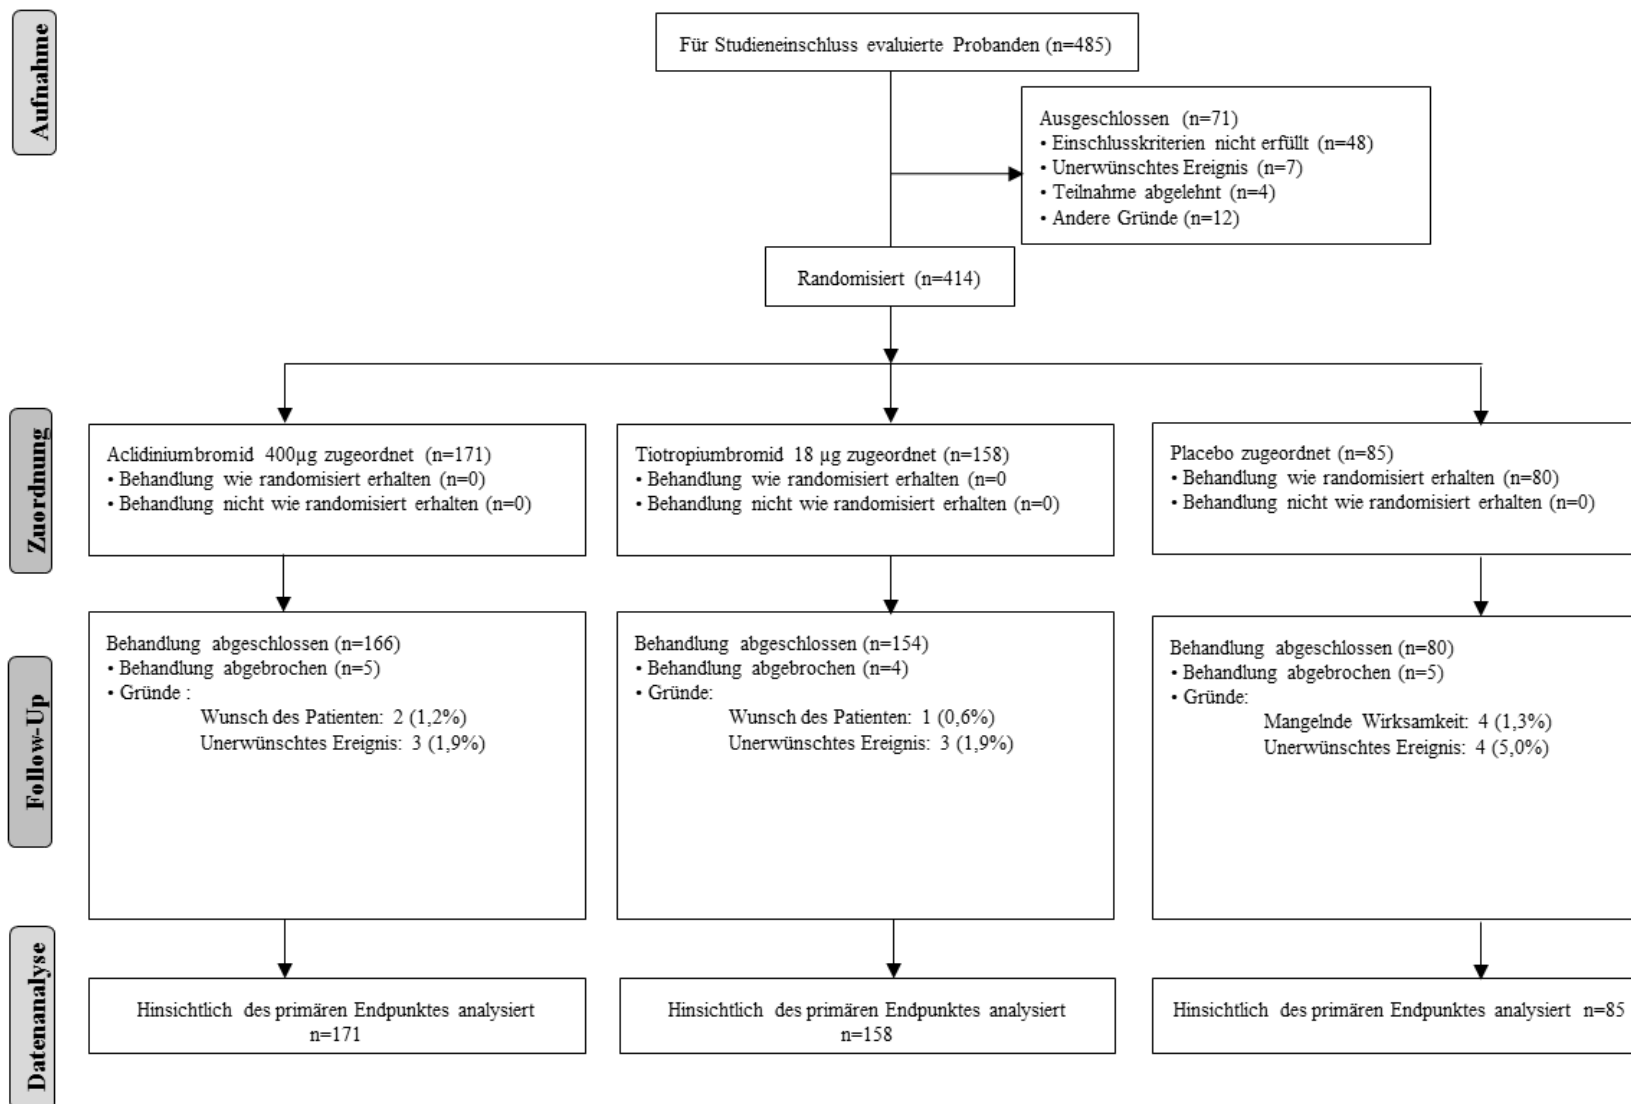 Aufnahme
Für Studieneinschluss evaluierte Probanden (n=485)
Ausgeschlossen (n=71)
• Einschlusskriterien nicht erfüllt (n=48)
• Unerwünschtes Ereignis (n=7)
• Teilnahme abgelehnt (n=4)
• Andere Gründe (n=12)
Randomisiert (n=414)
Zuordnung
Aclidiniumbromid 400µg zugeordnet (n=171)
• Behandlung wie randomisiert erhalten (n=0)
• Behandlung nicht wie randomisiert erhalten (n=0)
Tiotropiumbromid 18 µg zugeordnet (n=158)
• Behandlung wie randomisiert erhalten (n=0
• Behandlung nicht wie randomisiert erhalten (n=0)
Placebo zugeordnet (n=85)
• Behandlung wie randomisiert erhalten (n=80)
• Behandlung nicht wie randomisiert erhalten (n=0)
Follow-Up
Behandlung abgeschlossen (n=166)
• Behandlung abgebrochen (n=5)
• Gründe :
Wunsch des Patienten: 2 (1,2%)
Unerwünschtes Ereignis: 3 (1,9%)
Behandlung abgeschlossen (n=154)
• Behandlung abgebrochen (n=4)
• Gründe:
Wunsch des Patienten: 1 (0,6%)
Unerwünschtes Ereignis: 3 (1,9%)
Behandlung abgeschlossen (n=80)
• Behandlung abgebrochen (n=5)
• Gründe:
Mangelnde Wirksamkeit: 4 (1,3%)
Unerwünschtes Ereignis: 4 (5,0%)
Datenanalyse
Hinsichtlich des primären Endpunktes analysiert
n=171
Hinsichtlich des primären Endpunktes analysiert
n=158
Hinsichtlich des primären Endpunktes analysiert n=85